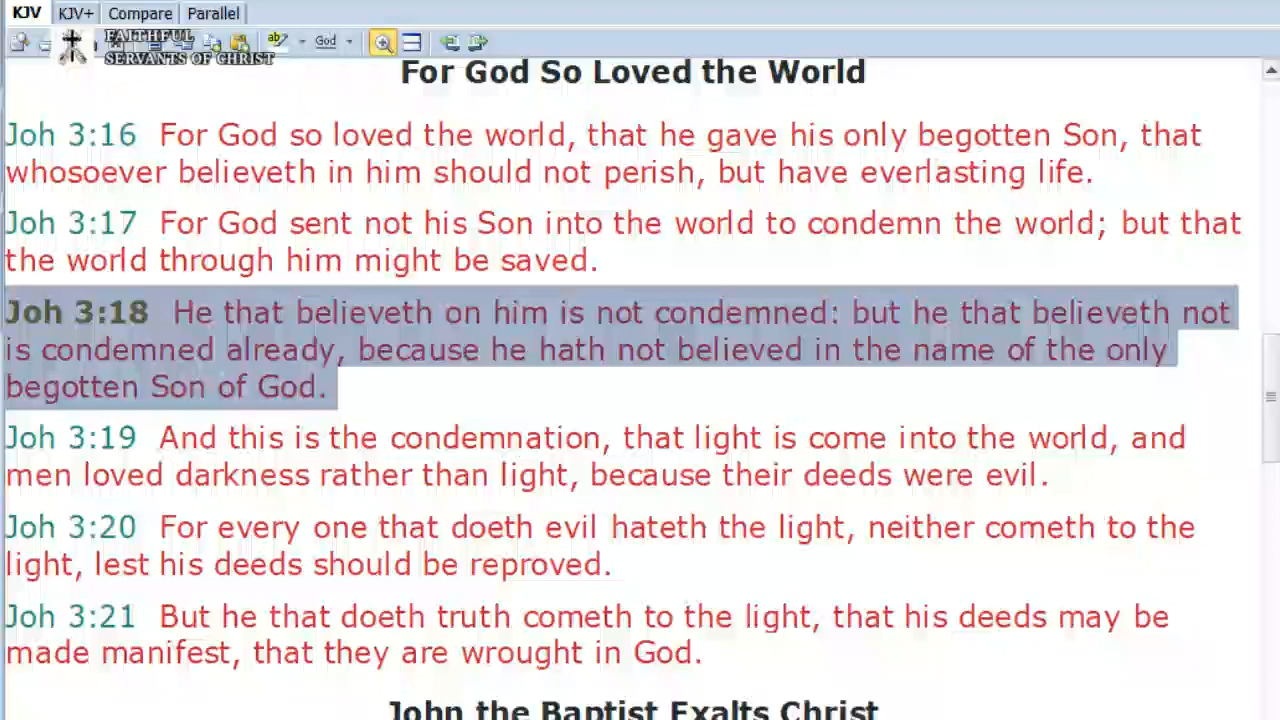 KJV KJV+ Compare Parallel
FAITHFUL
SERVANTS OF CHRIST
God
For God So Loved the World
Joh 3:16 For God so loved the world, that he gave his only begotten Son, that
whosoever believeth in him should not perish, but have everlasting life.
Joh 3:17 For God sent not his Son into the world to condemn the world; but that
the world through him might be saved.
Joh 3:18 He that believeth on him is not condemned: but he that believeth not
is condemned already, because he hath not believed in the name of the only
begotten Son of God.
Joh 3:19 And this is the condemnation, that light is come into the world, and
men loved darkness rather than light, because their deeds were evil.
Joh 3:20 For every one that doeth evil hateth the light, neither cometh to the
light, lest his deeds should be reproved.
Joh 3:21 But he that doeth truth cometh to the light, that his deeds may be
made manifest, that they are wrought in God.
John the Baptist Exalts Christ